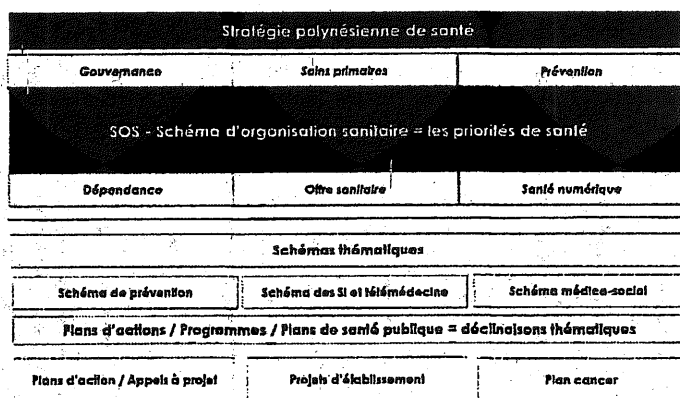 Stratégie polynésienne de santé
Gouvernance Soins primaires Prévention
SOS - Schéma d'organisation sanitaire = les priorités de santé
Dépendance Offre sanitaire Santé numérique
Schémas thématiques
Schéma de prévention Schéma des SI et télémédecine Schéma médico-social
Plans d'actions / Programmes / Plans de santé publique = déclinaisons thématiques
Plans d'action / Appels à projet Projets d'établissement Plan cancer